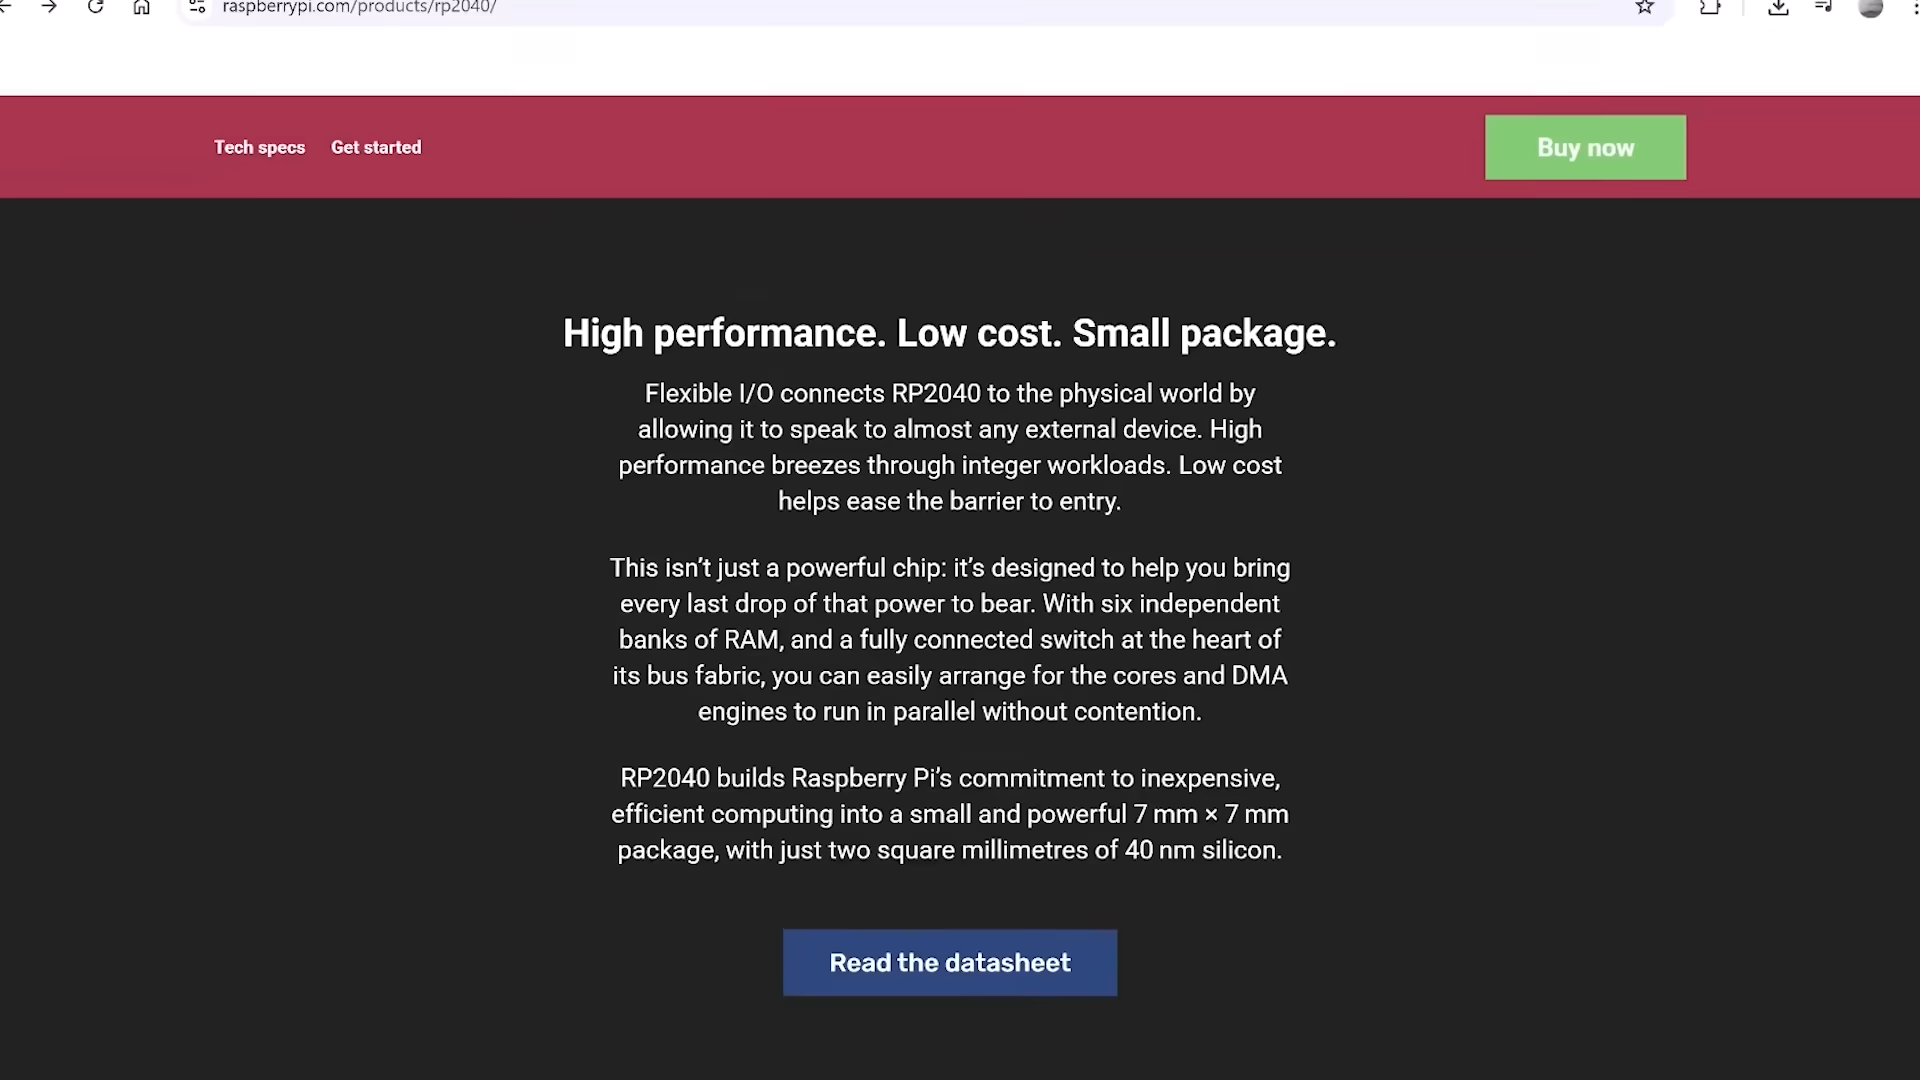 raspberrypi.com/products/rp2040/
Tech specs
Get started
Buy now
High performance. Low cost. Small package.
Flexible I/O connects RP2040 to the physical world by
allowing it to speak to almost any external device. High
performance breezes through integer workloads. Low cost
helps ease the barrier to entry.
This isn’t just a powerful chip: it’s designed to help you bring
every last drop of that power to bear. With six independent
banks of RAM, and a fully connected switch at the heart of
its bus fabric, you can easily arrange for the cores and DMA
engines to run in parallel without contention.
RP2040 builds Raspberry Pi’s commitment to inexpensive,
efficient computing into a small and powerful 7 mm × 7 mm
package, with just two square millimetres of 40 nm silicon.
Read the datasheet